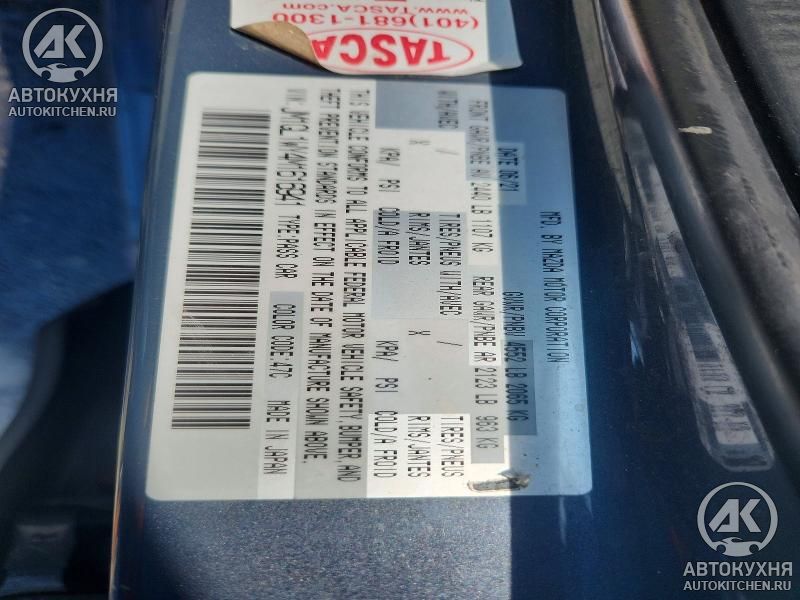 АВТОКУХНЯ
AUTOKITCHEN.RU
TASCA
www.TASCA.com
(401)681-1300
MFD. BY MAZDA MOTOR CORPORATION
DATE 06/21 GVWR/PNBV 4552 LB 2065 KG
FRONT GAWR/PNBE AV 2440 LB 1107 KG REAR GAWR/PNBE AR 2123 LB 963 KG
WITH/AVEC TIRES/PNEUS RIMS/JANTES COLD/A FROID
WITH/AVEC TIRES/PNEUS RIMS/JANTES COLD/A FROID
X
X
KPA/ PSI
KPA/ PSI
THIS VEHICLE CONFORMS TO ALL APPLICABLE FEDERAL MOTOR VEHICLE SAFETY, BUMPER, AND
THEFT PREVENTION STANDARDS IN EFFECT ON THE DATE OF MANUFACTURE SHOWN ABOVE.
VIN: TYPE:PASS CAR COLOR CODE:47C MADE IN JAPAN
АВТОКУХНЯ
AUTOKITCHEN.RU